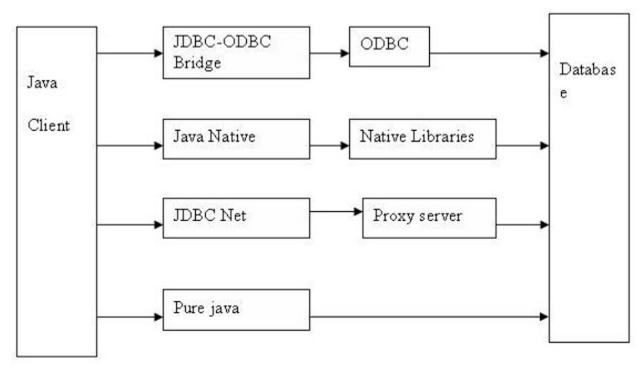 Java
Client
JDBC-ODBC
Bridge
ODBC
Databas
e
Java Native
Native Libraries
JDBC Net
Proxy server
Pure java